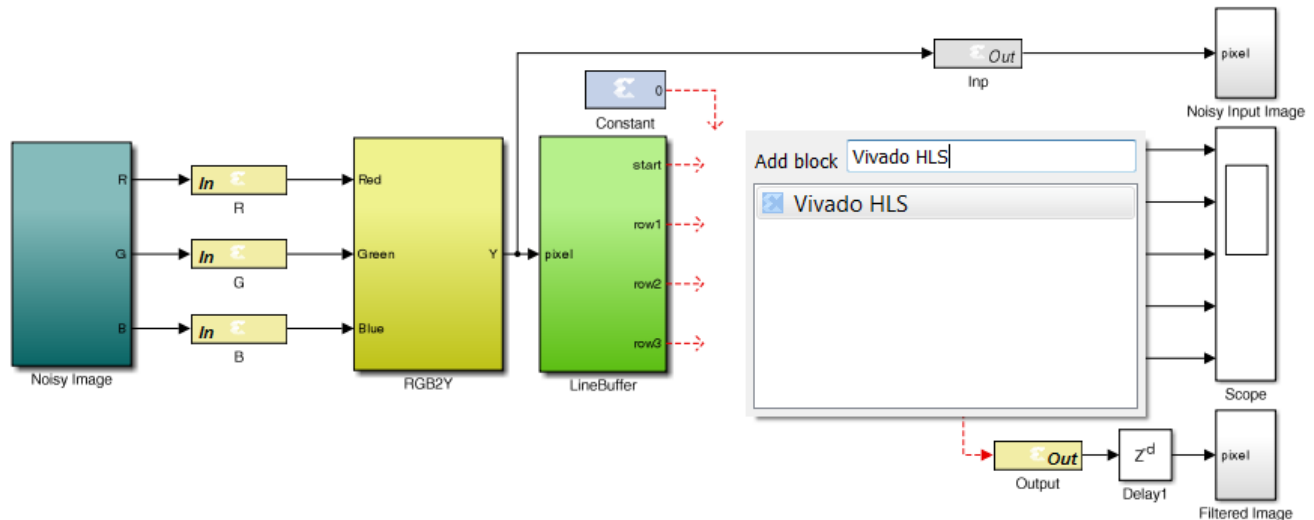 Out
Inp
pixel
Noisy Input Image
0
Constant
R
G
B
Noisy Image
In
R
In
G
In
B
Red
Green
Blue
Y
RGB2Y
pixel
start
row1
row2
row3
LineBuffer
Add block Vivado HLS
Vivado HLS
Scope
Out
Output
Z^d
Delay1
pixel
Filtered Image